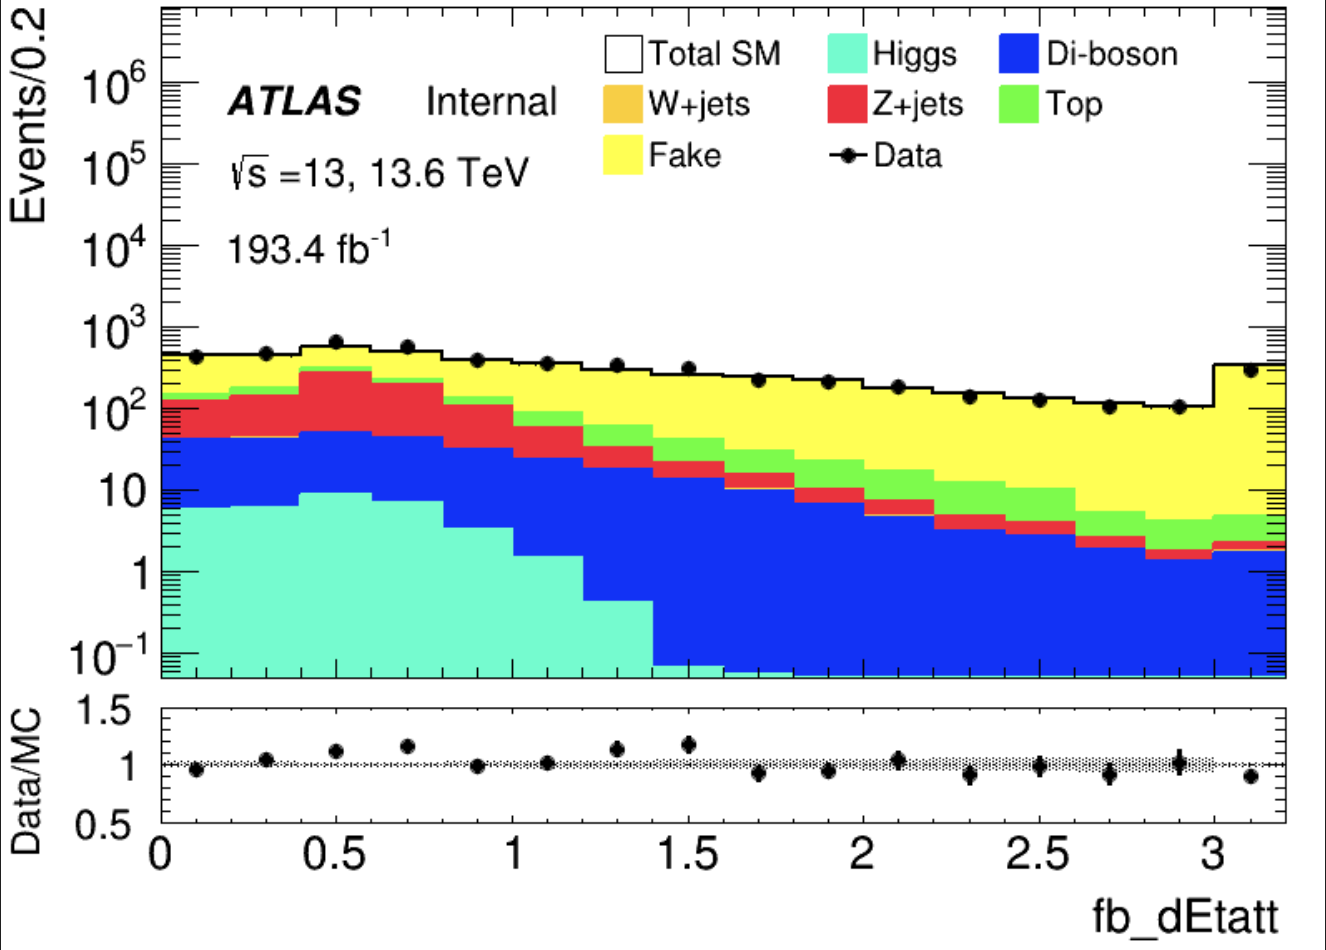 Events/0.2
10⁶
10⁵
10⁴
10³
10²
10
1
10⁻¹
ATLAS Internal
√s =13, 13.6 TeV
193.4 fb⁻¹
Total SM Higgs Di-boson
W+jets Z+jets Top
Fake Data
Data/MC
1.5
1
0.5
0 0.5 1 1.5 2 2.5 3
fb_dEtatt